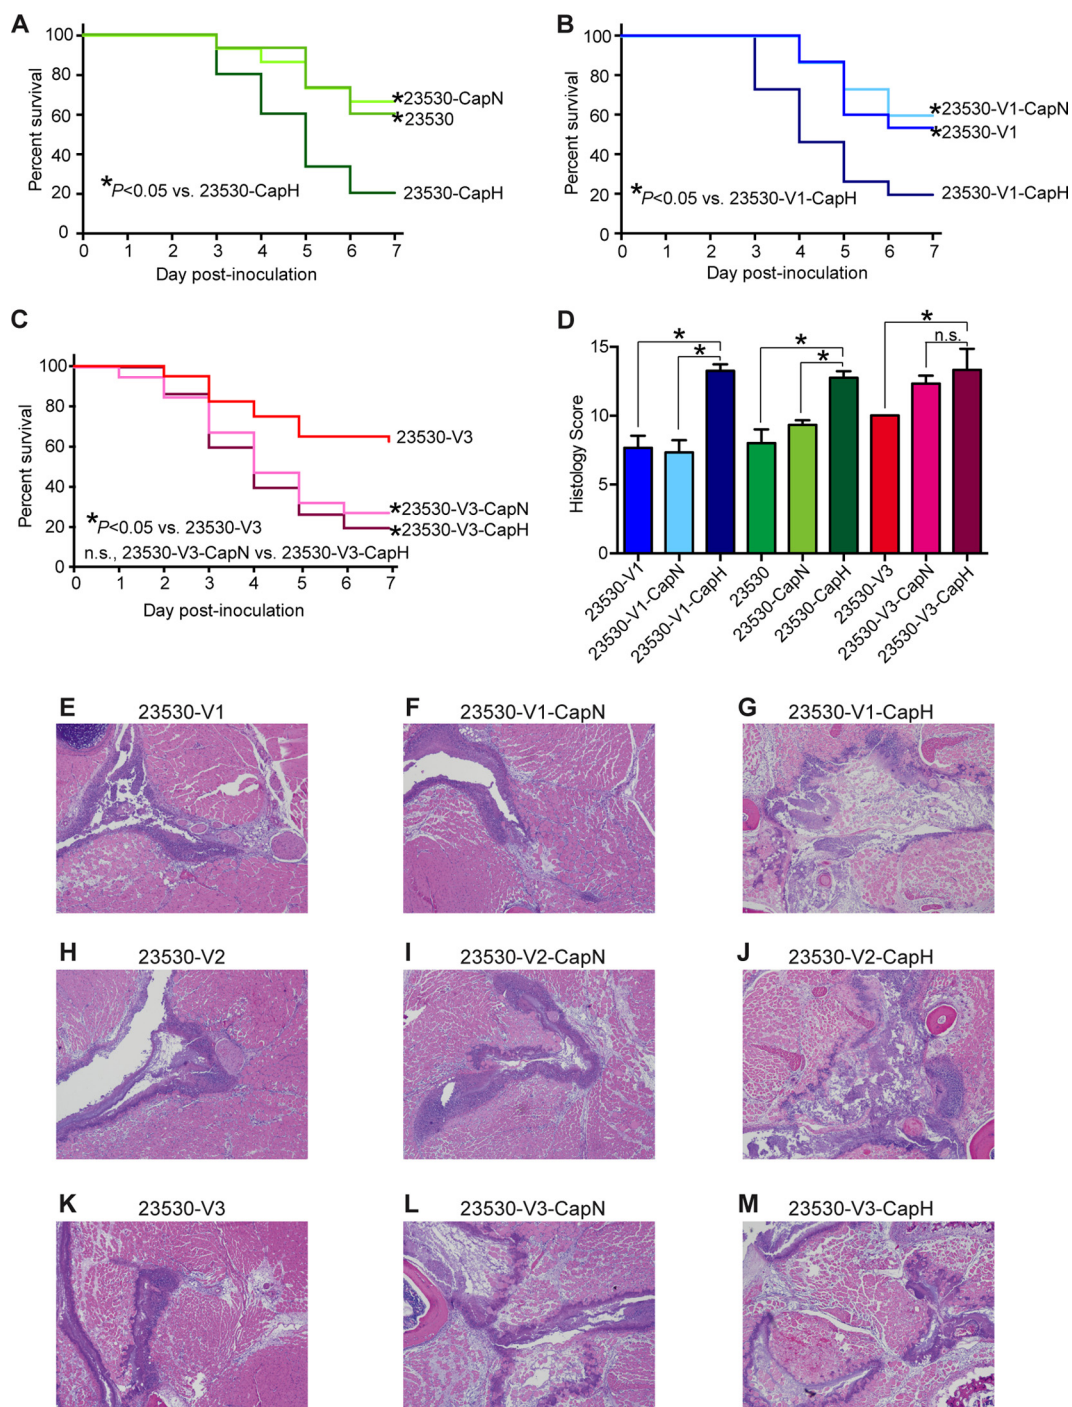 A
100
80
60
40
20
0
Percent survival
*23530-CapN
*23530
23530-CapH
*P<0.05 vs. 23530-CapH
0 1 2 3 4 5 6 7
Day post-inoculation
B
100
80
60
40
20
0
Percent survival
*23530-V1-CapN
*23530-V1
23530-V1-CapH
*P<0.05 vs. 23530-V1-CapH
0 1 2 3 4 5 6 7
Day post-inoculation
C
100
80
60
40
20
0
Percent survival
23530-V3
*23530-V3-CapN
*23530-V3-CapH
*P<0.05 vs. 23530-V3
n.s., 23530-V3-CapN vs. 23530-V3-CapH
0 1 2 3 4 5 6 7
Day post-inoculation
D
15
10
5
0
Histology Score
* * * * * n.s.
23530-V1
23530-V1-CapN
23530-V1-CapH
23530
23530-CapN
23530-CapH
23530-V3
23530-V3-CapN
23530-V3-CapH
E 23530-V1
F 23530-V1-CapN
G 23530-V1-CapH
H 23530-V2
I 23530-V2-CapN
J 23530-V2-CapH
K 23530-V3
L 23530-V3-CapN
M 23530-V3-CapH